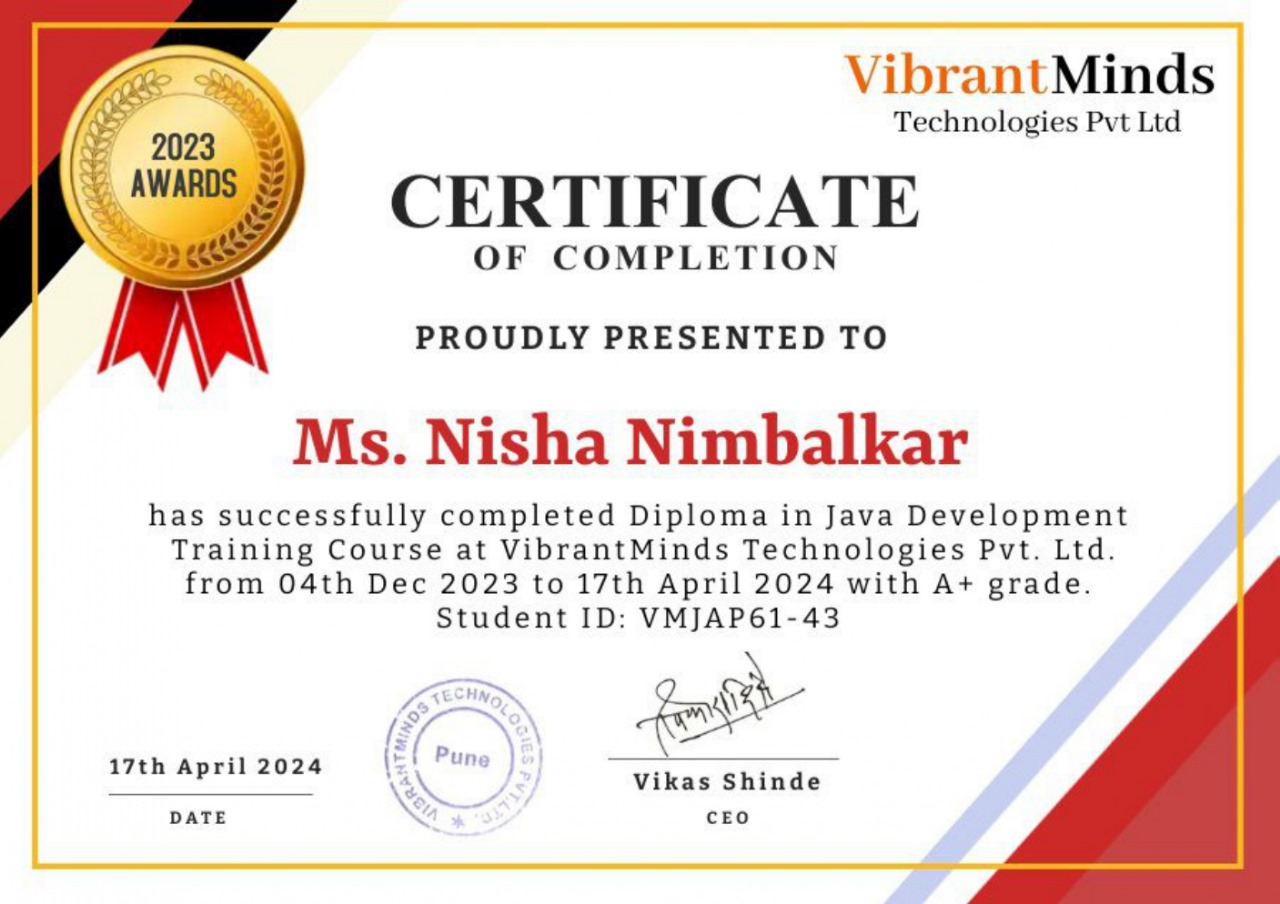 2023
AWARDS
VibrantMinds
Technologies Pvt Ltd
CERTIFICATE
OF COMPLETION
PROUDLY PRESENTED TO
Ms. Nisha Nimbalkar
has successfully completed Diploma in Java Development
Training Course at VibrantMinds Technologies Pvt. Ltd.
from 04th Dec 2023 to 17th April 2024 with A+ grade.
Student ID: VMJAP61-43
17th April 2024
DATE
VIBRANTMINDS TECHNOLOGIES PVT.LTD. *
Pune
Vikas Shinde
CEO